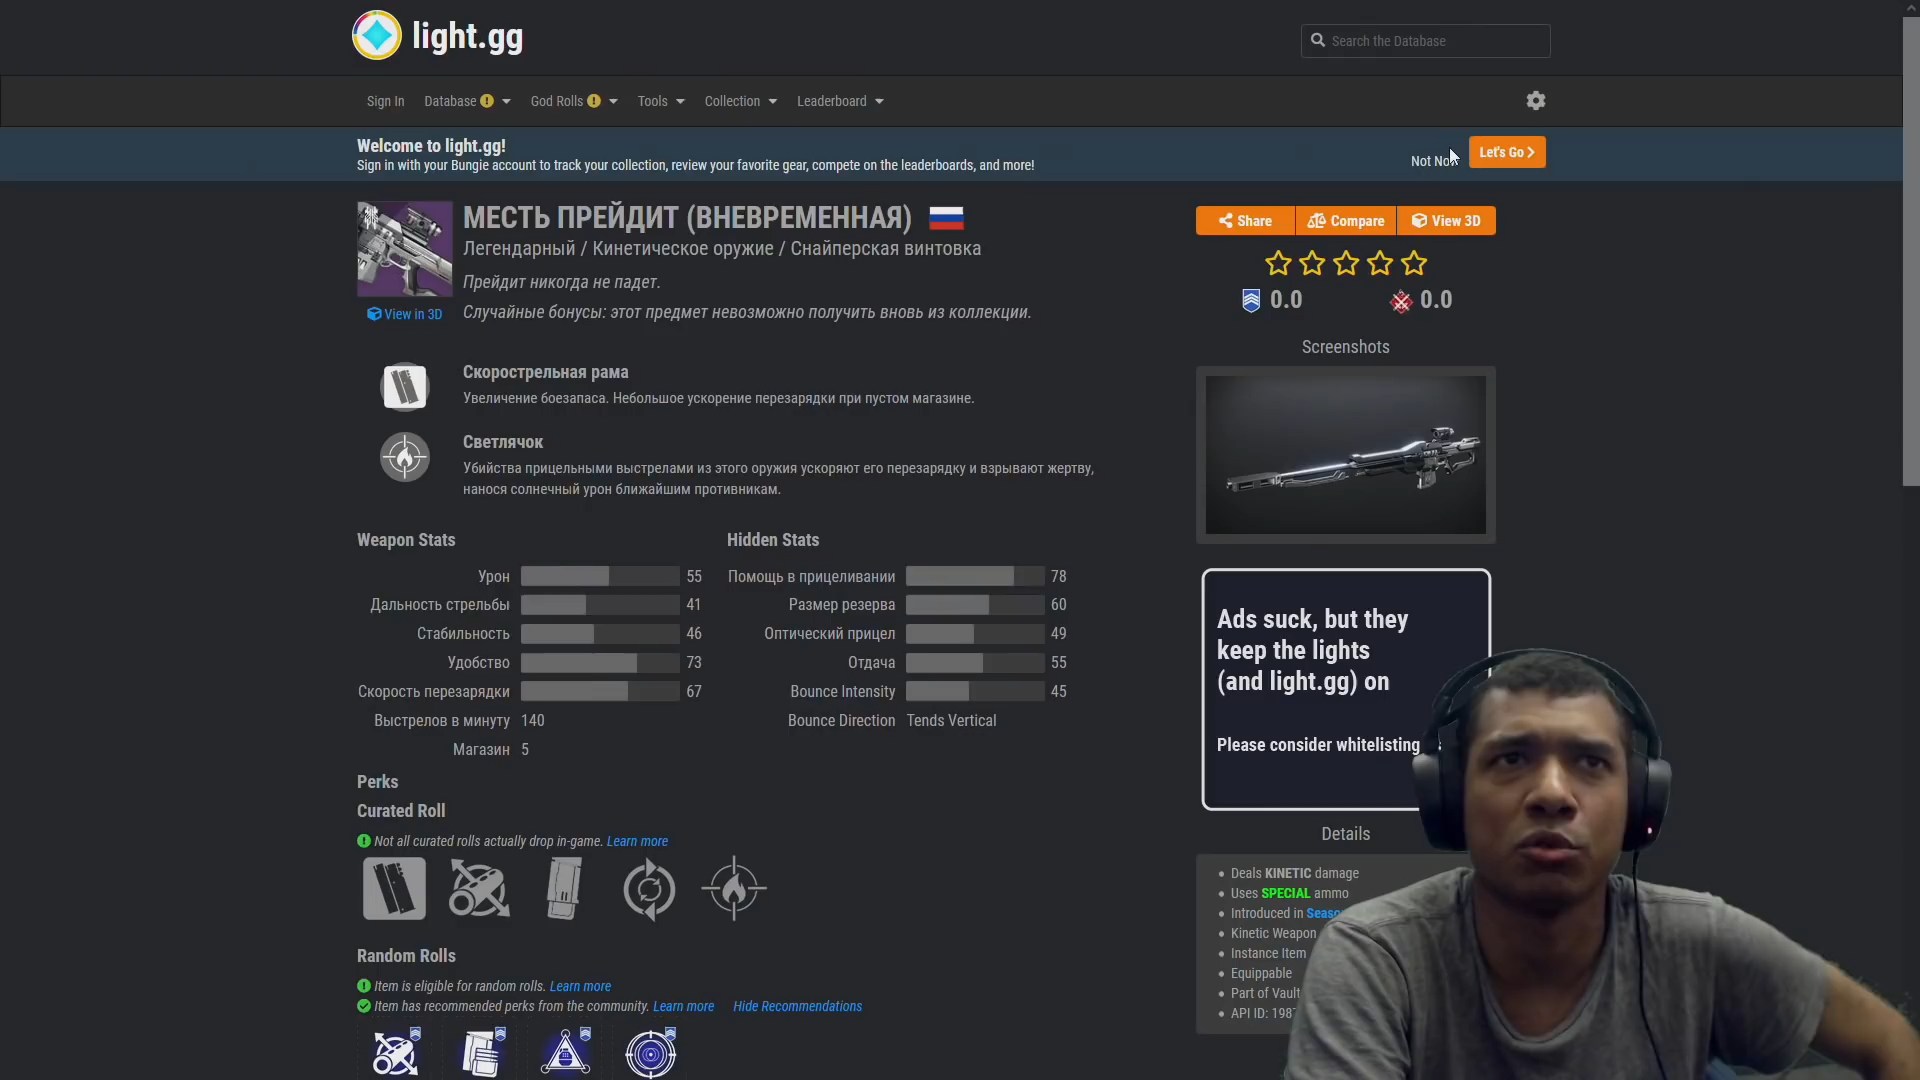 light.gg
Search the Database
Sign In
Database
God Rolls
Tools
Collection
Leaderboard
Welcome to light.gg!
Sign in with your Bungie account to track your collection, review your favorite gear, compete on the leaderboards, and more!
Not
Let's Go
МЕСТЬ ПРЕЙДИТ (ВНЕВРЕМЕННАЯ)
Легендарный / Кинетическое оружие / Снайперская винтовка
Прейдит никогда не падет.
View in 3D
Случайные бонусы: этот предмет невозможно получить вновь из коллекции.
Share
Compare
View 3D
0.0
0.0
Скорострельная рама
Увеличение боезапаса. Небольшое ускорение перезарядки при пустом магазине.
Светлячок
Убийства прицельными выстрелами из этого оружия ускоряют его перезарядку и взрывают жертву,
нанося солнечный урон ближайшим противникам.
Screenshots
Weapon Stats
Урон 55
Дальность стрельбы 41
Стабильность 46
Удобство 73
Скорость перезарядки 67
Выстрелов в минуту 140
Магазин 5
Hidden Stats
Помощь в прицеливании 78
Размер резерва 60
Оптический прицел 49
Отдача 55
Bounce Intensity 45
Bounce Direction Tends Vertical
Ads suck, but they
keep the lights
(and light.gg) on
Please consider whitelisting
Perks
Curated Roll
Not all curated rolls actually drop in-game. Learn more
Random Rolls
Item is eligible for random rolls. Learn more
Item has recommended perks from the community. Learn more Hide Recommendations
Details
Deals KINETIC damage
Uses SPECIAL ammo
Introduced in
Kinetic Weapon
Instance Item
Equippable
Part of Vault
API ID: